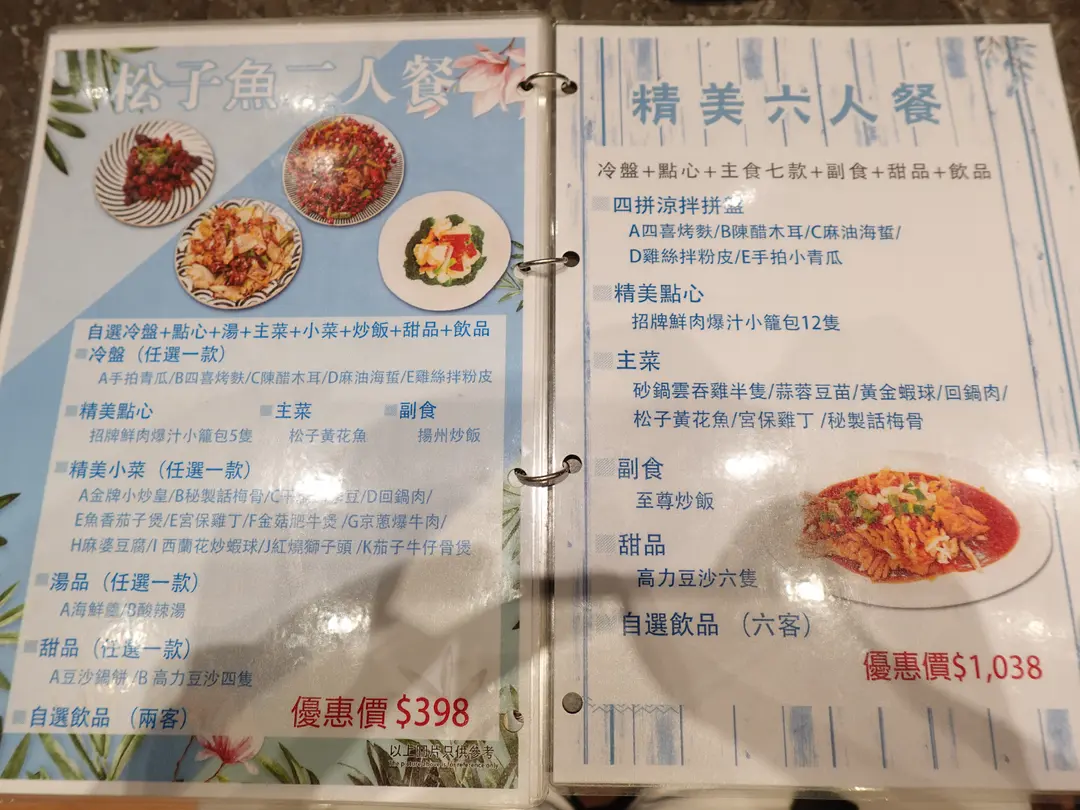 松子魚二人餐
自選冷盤+點心+湯+主菜+小菜+炒飯+甜品+飲品
冷盤（任選一款）
A手拍青瓜/B四喜烤麩/C陳醋木耳/D麻油海蜇/E雞絲拌粉皮
精美點心 主菜 副食
招牌鮮肉爆汁小籠包5隻 松子黃花魚 揚州炒飯
精美小菜（任選一款）
A金牌小炒皇/B秘製話梅骨/C豆/D回鍋肉/
E魚香茄子煲/E宮保雞丁/F金菇肥牛煲/G京蔥爆牛肉/
H麻婆豆腐/I西蘭花炒蝦球/J紅燒獅子頭/K茄子牛仔骨煲
湯品（任選一款）
A海鮮羹/B酸辣湯
甜品（任選一款）
A豆沙鍋餅/B高力豆沙四隻
自選飲品（兩客）
優惠價 $398
以上圖片只供參考
The picture shown is for reference only
精美六人餐
冷盤+點心+主食七款+副食+甜品+飲品
四拼涼拌拼盤
A四喜烤麩/B陳醋木耳/C麻油海蜇/
D雞絲拌粉皮/E手拍小青瓜
精美點心
招牌鮮肉爆汁小籠包12隻
主菜
砂鍋雲吞雞半隻/蒜蓉豆苗/黃金蝦球/回鍋肉/
松子黃花魚/宮保雞丁/秘製話梅骨
副食
至尊炒飯
甜品
高力豆沙六隻
自選飲品（六客）
優惠價$1,038